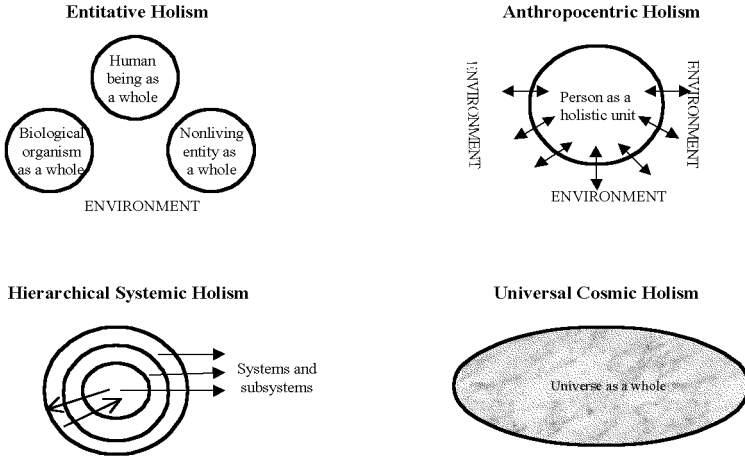 Entitative Holism
Human
being as
a whole
Biological
organism
as a whole
Nonliving
entity as
a whole
ENVIRONMENT
Anthropocentric Holism
ENVIRONMENT
Person as a
holistic unit
ENVIRONMENT
ENVIRONMENT
Hierarchical Systemic Holism
Systems and
subsystems
Universal Cosmic Holism
Universe as a whole